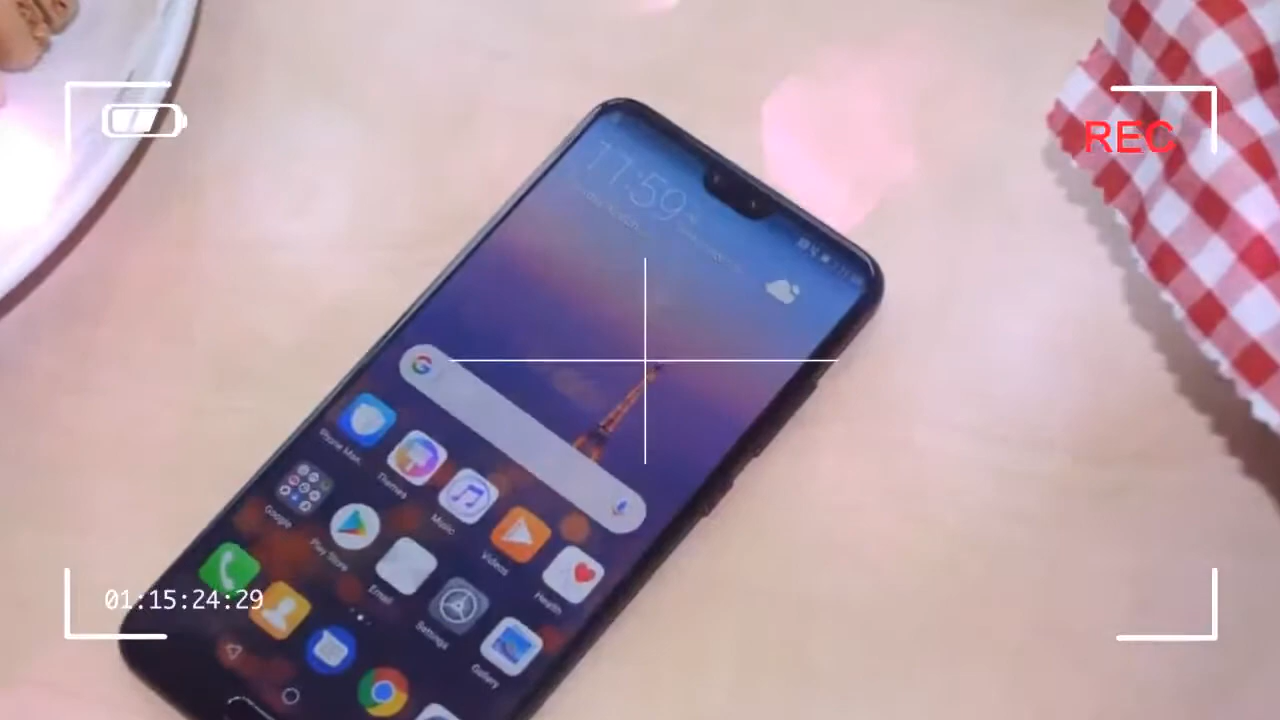 REC
11:59
Phone Man...
Themes
Music
Videos
Health
Google
Play Store
Email
Settings
Gallery
01:15:24:29